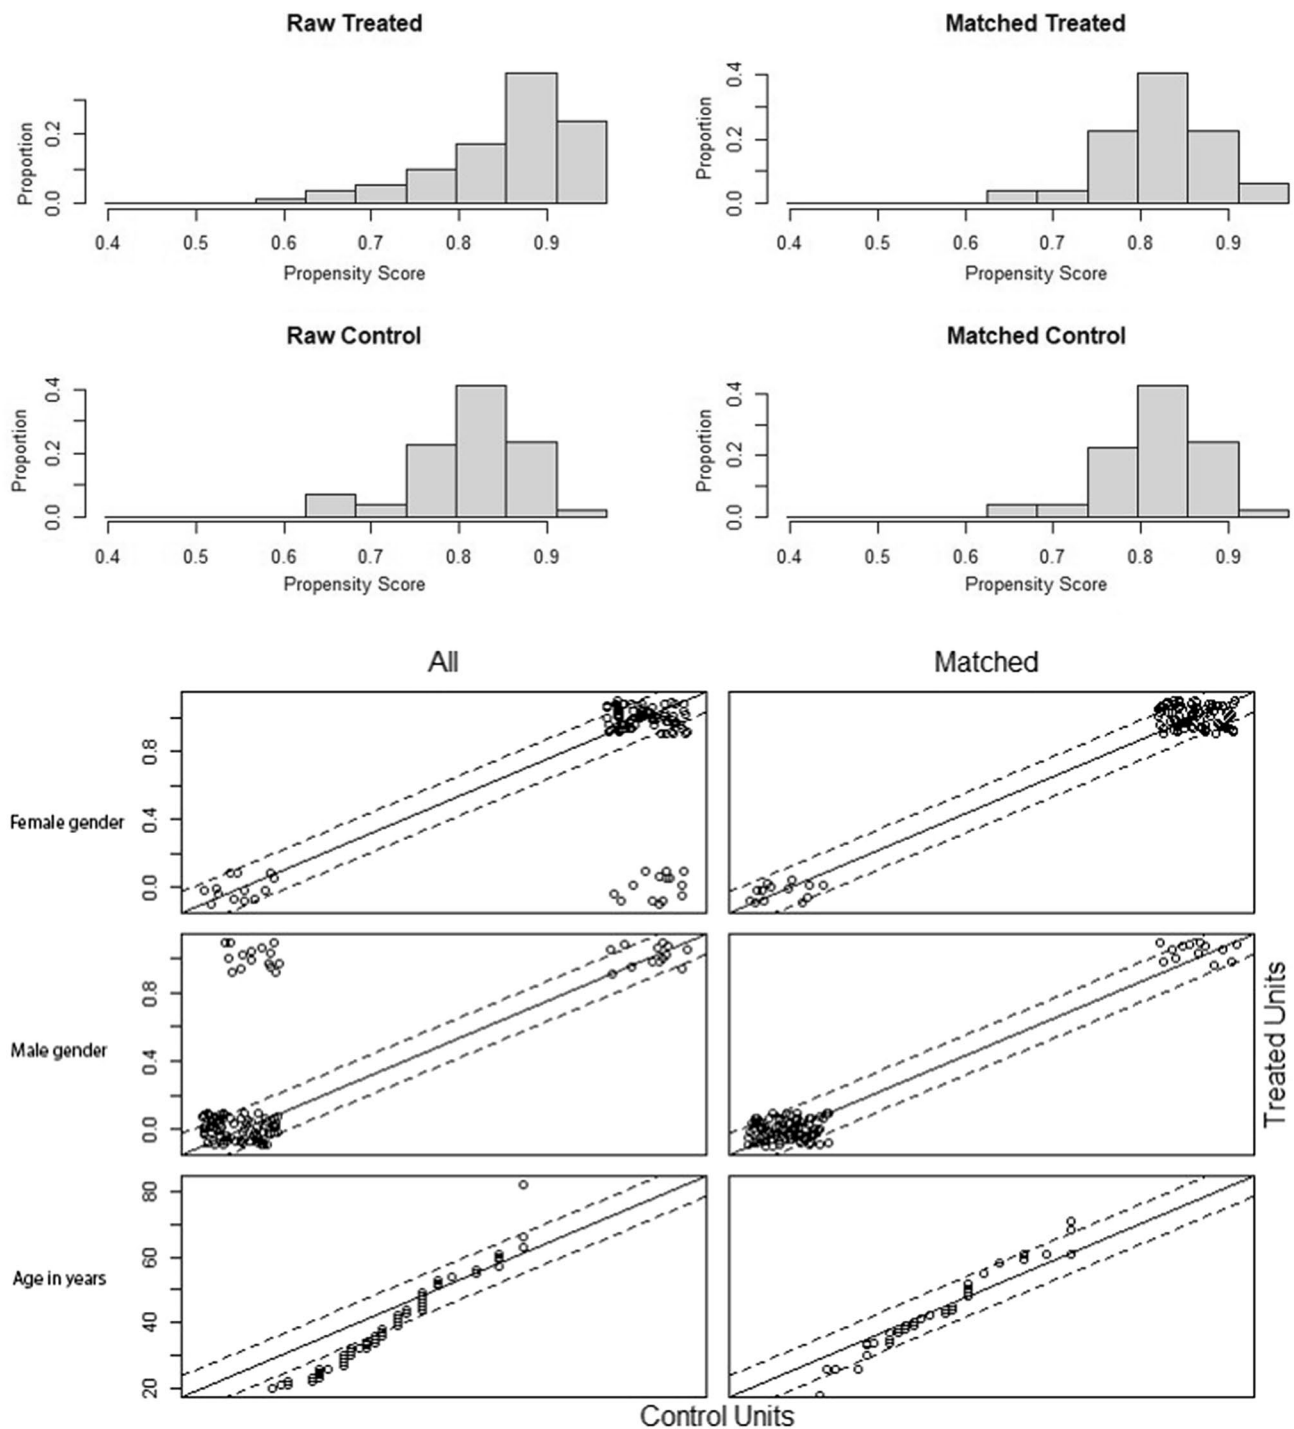 Raw Treated
Matched Treated
Proportion
0.0 0.2
0.4 0.5 0.6 0.7 0.8 0.9
Propensity Score
Proportion
0.0 0.2 0.4
0.4 0.5 0.6 0.7 0.8 0.9
Propensity Score
Raw Control
Matched Control
Proportion
0.0 0.2 0.4
0.4 0.5 0.6 0.7 0.8 0.9
Propensity Score
Proportion
0.0 0.2 0.4
0.4 0.5 0.6 0.7 0.8 0.9
Propensity Score
All
Matched
Female gender
0.0 0.4 0.8
Male gender
0.0 0.4 0.8
Age in years
20 40 60 80
Treated Units
Control Units